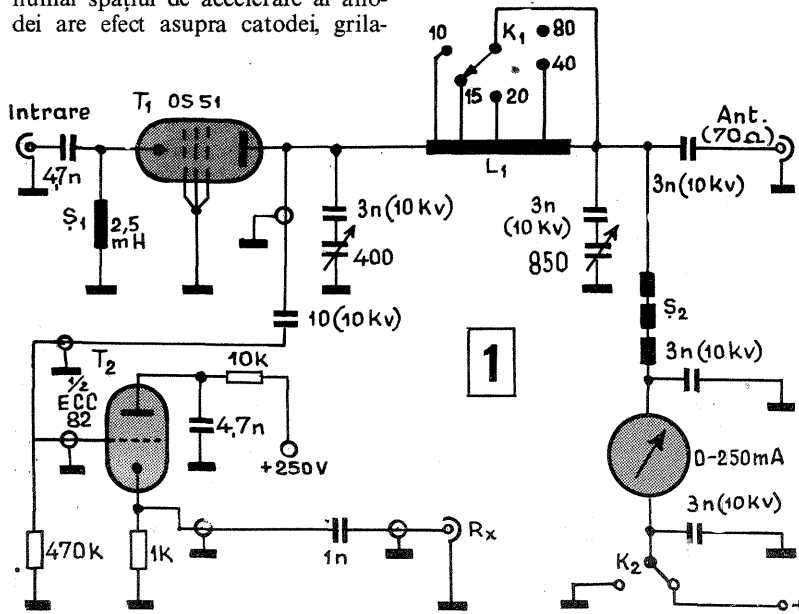 numai spațiul de accelerare al ano-
dei are efect asupra catodei, grila-
10
K1
80
40
15
20
T1 OS 51
Intrare
4,7n
Ș1
2,5
mH
L1
Ant.
(70Ω)
3n(10Kv)
3n(10Kv)
400
3n
(10Kv)
850
10(10Kv)
1
Ș2
3n(10Kv)
T2
1/2
ECC
82
10k
4,7n
+250V
0-250mA
3n(10Kv)
470k
1K
1n
Rx
K2
+